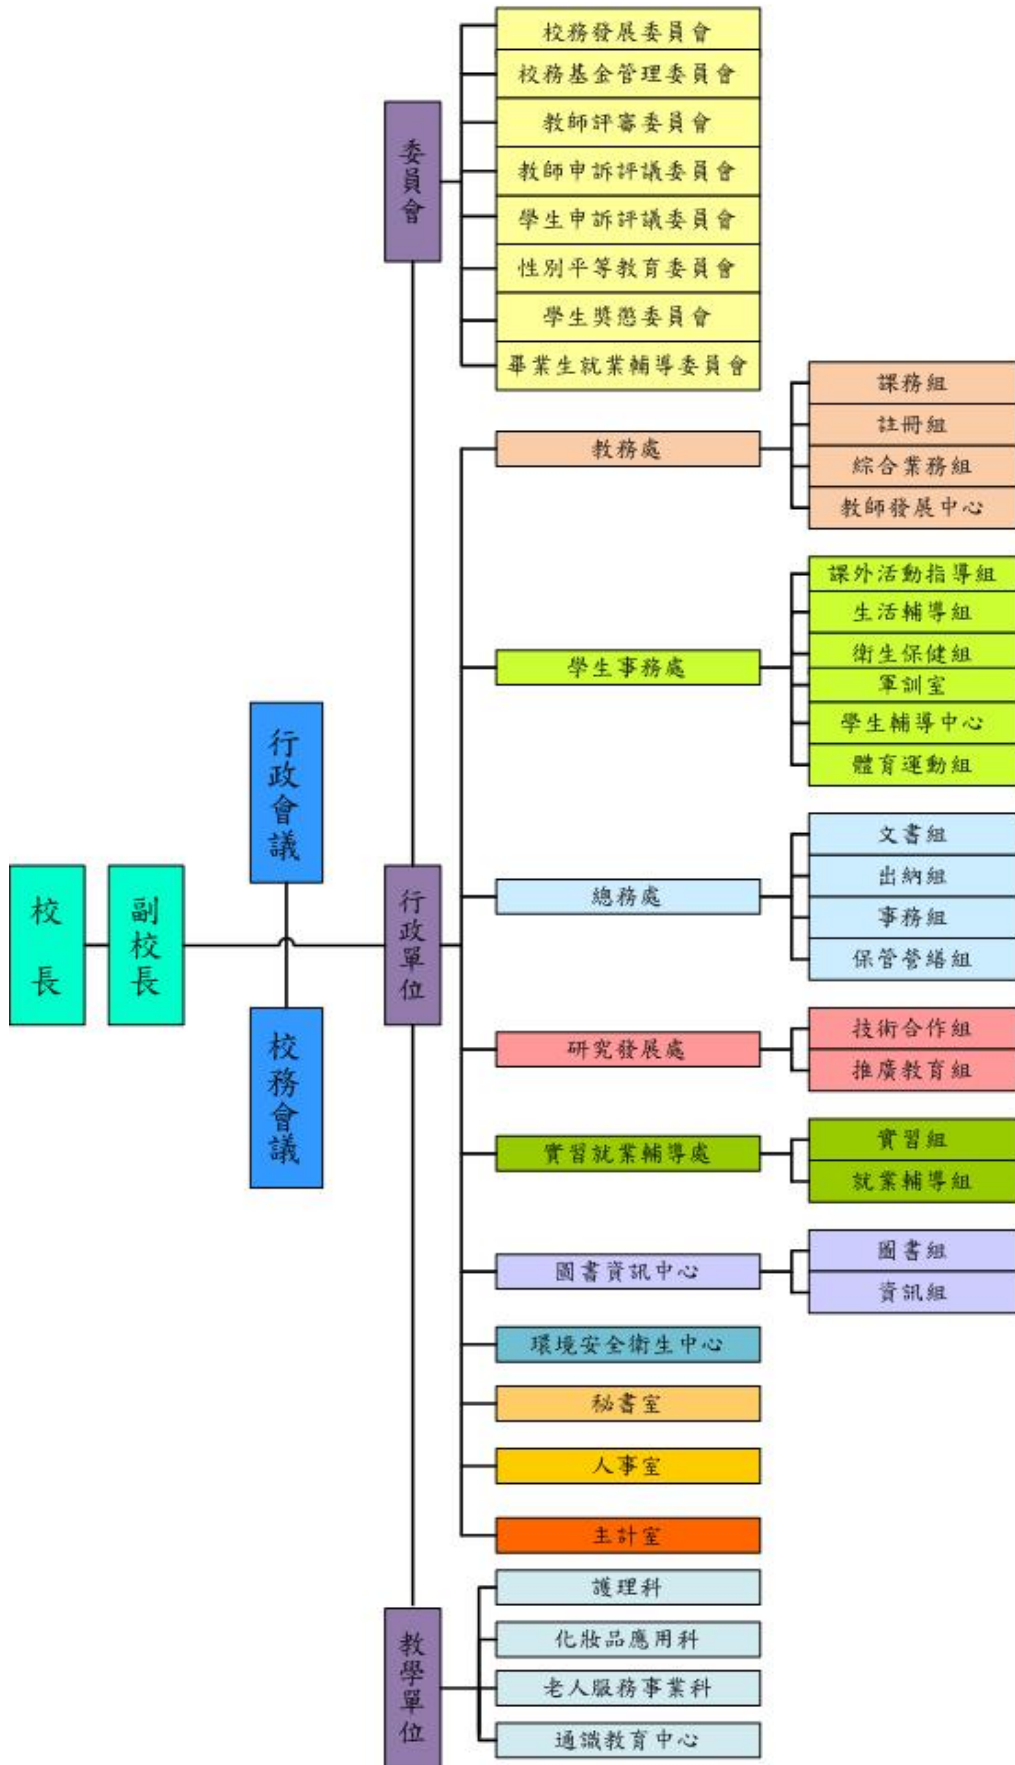 校長
副校長
行政會議
校務會議
委員會
校務發展委員會
校務基金管理委員會
教師評審委員會
教師申訴評議委員會
學生申訴評議委員會
性別平等教育委員會
學生獎懲委員會
畢業生就業輔導委員會
行政單位
教務處
課務組
註冊組
綜合業務組
教師發展中心
學生事務處
課外活動指導組
生活輔導組
衛生保健組
軍訓室
學生輔導中心
體育運動組
總務處
文書組
出納組
事務組
保管營繕組
研究發展處
技術合作組
推廣教育組
實習就業輔導處
實習組
就業輔導組
圖書資訊中心
圖書組
資訊組
環境安全衛生中心
秘書室
人事室
主計室
教學單位
護理科
化妝品應用科
老人服務事業科
通識教育中心